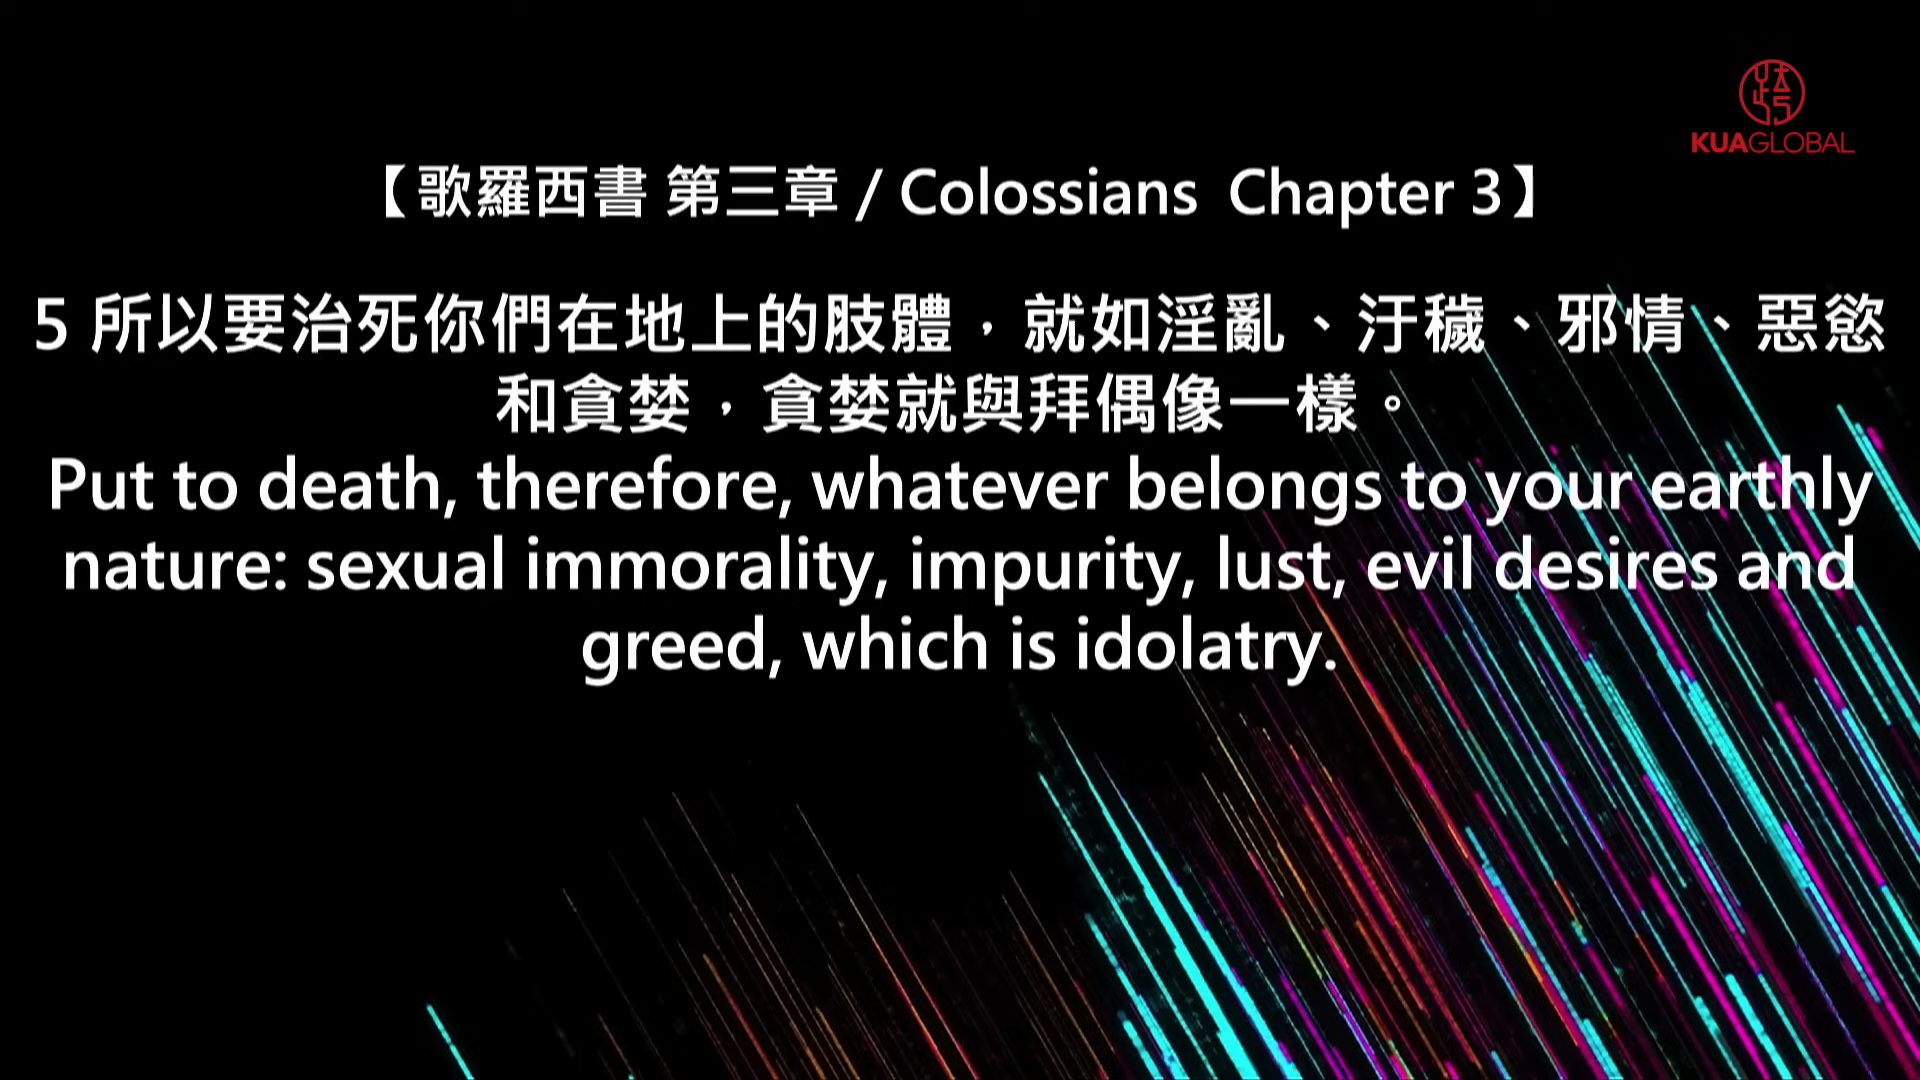 KUAGLOBAL
【歌羅西書 第三章 / Colossians Chapter 3】
5 所以要治死你們在地上的肢體，就如淫亂、汙穢、邪情、惡慾
和貪婪，貪婪就與拜偶像一樣。
Put to death, therefore, whatever belongs to your earthly
nature: sexual immorality, impurity, lust, evil desires and
greed, which is idolatry.